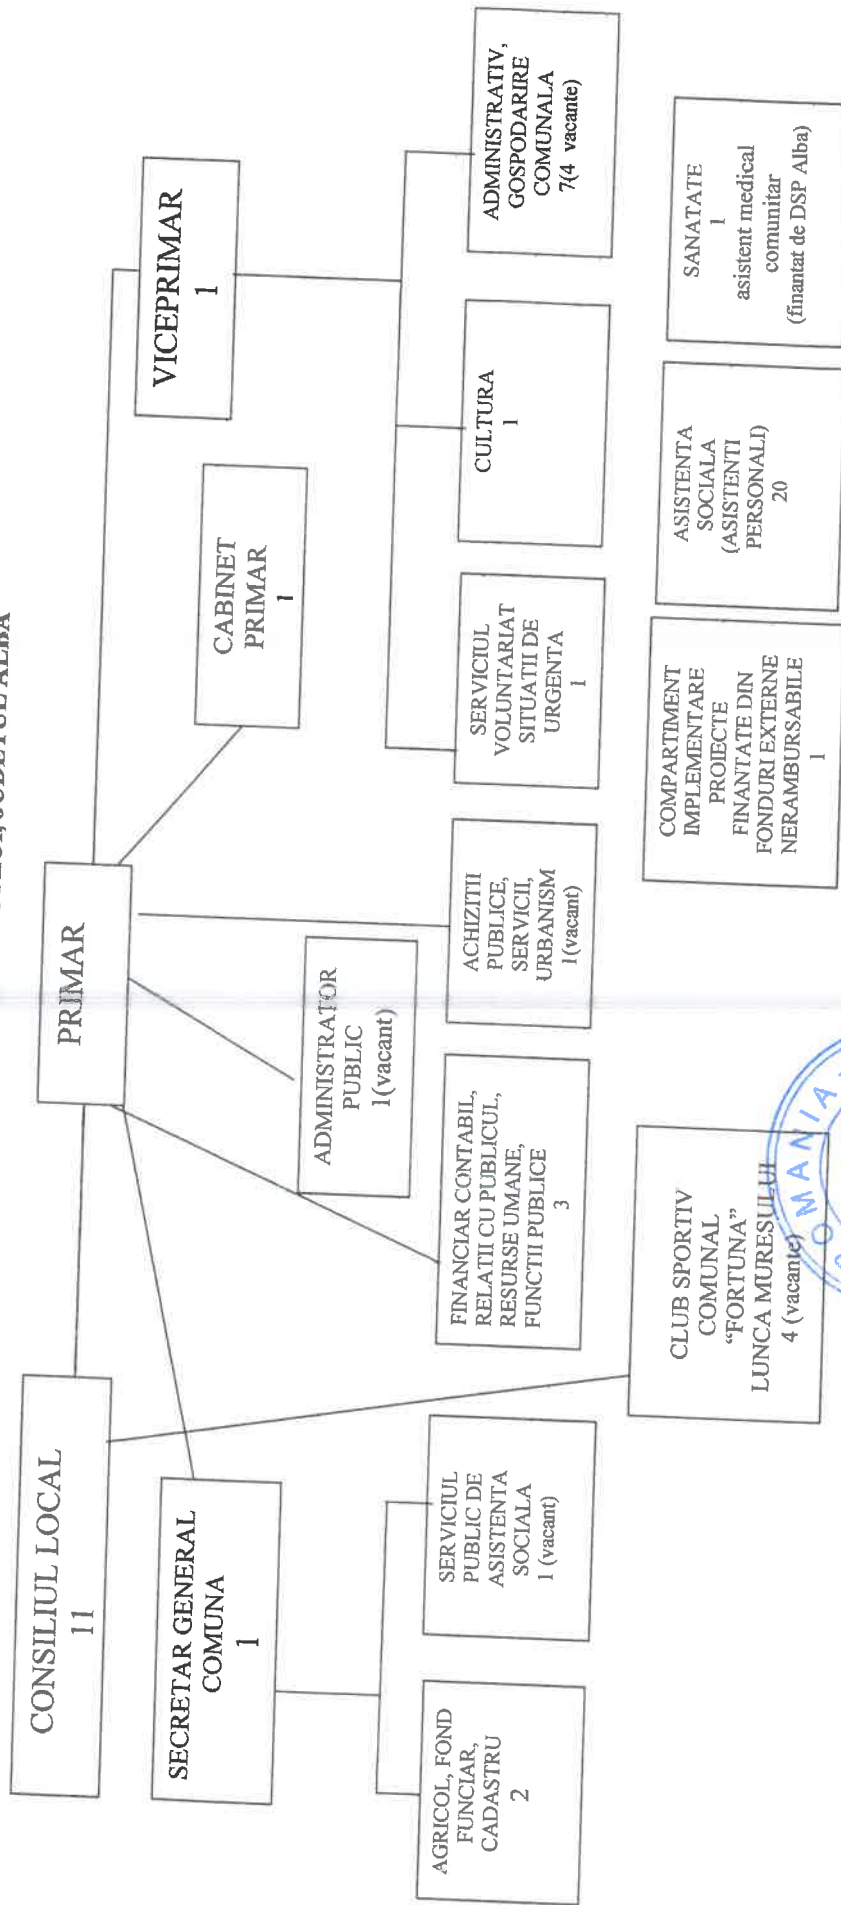 JUDETUL ALBA
CONSILIUL LOCAL
11
PRIMAR
VICEPRIMAR
1
SECRETAR GENERAL
COMUNA
1
CABINET
PRIMAR
1
ADMINISTRATOR
PUBLIC
1(vacant)
AGRICOL, FOND
FUNCIAR,
CADASTRU
2
SERVICIUL
PUBLIC DE
ASISTENTA
SOCIALA
1 (vacant)
FINANCIAR CONTABIL,
RELATII CU PUBLICUL,
RESURSE UMANE,
FUNCTII PUBLICE
3
ACHIZITII
PUBLICE,
SERVICII,
URBANISM
1(vacant)
SERVICIUL
VOLUNTARIAT
SITUATII DE
URGENTA
1
CULTURA
1
ADMINISTRATIV,
GOSPODARIRE
COMUNALA
7(4 vacante)
CLUB SPORTIV
COMUNAL
“FORTUNA”
LUNCA MURESULUI
4 (vacante)
COMPARTIMENT
IMPLEMENTARE
PROIECTE
FINANTATE DIN
FONDURI EXTERNE
NERAMBURSABILE
1
ASISTENTA
SOCIALA
(ASISTENTI
PERSONALI)
20
SANATATE
1
asistent medical
comunitar
(finantat de DSP Alba)
OMANIA